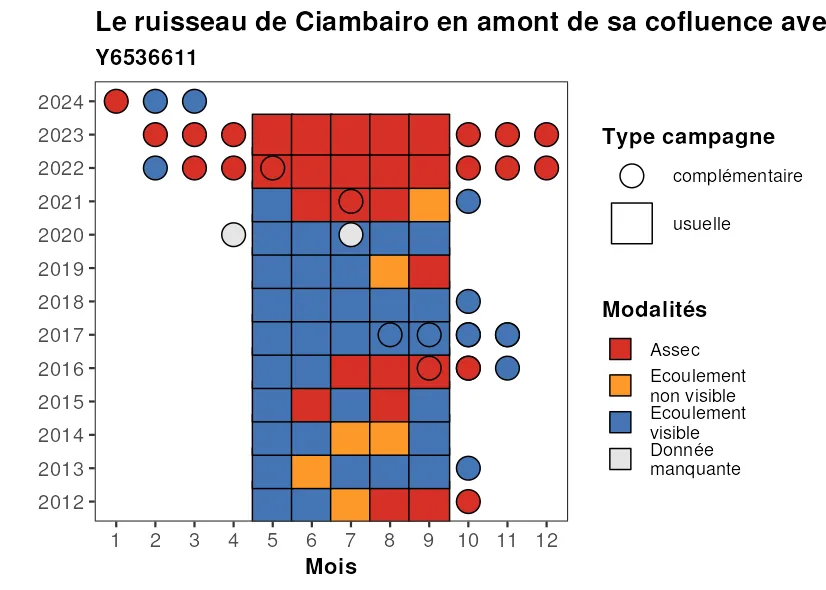 Le ruisseau de Ciambairo en amont de sa cofluence ave
Y6536611
2024
2023
2022
2021
2020
2019
2018
2017
2016
2015
2014
2013
2012
1 2 3 4 5 6 7 8 9 10 11 12
Mois
Type campagne
complémentaire
usuelle
Modalités
Assec
Ecoulement
non visible
Ecoulement
visible
Donnée
manquante